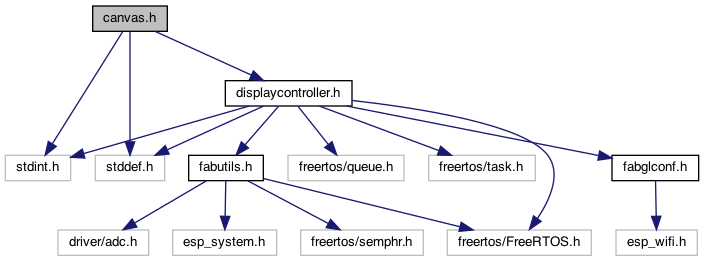 canvas.h
displaycontroller.h
stdint.h
stddef.h
fabutils.h
freertos/queue.h
freertos/task.h
fabglconf.h
driver/adc.h
esp_system.h
freertos/semphr.h
freertos/FreeRTOS.h
esp_wifi.h